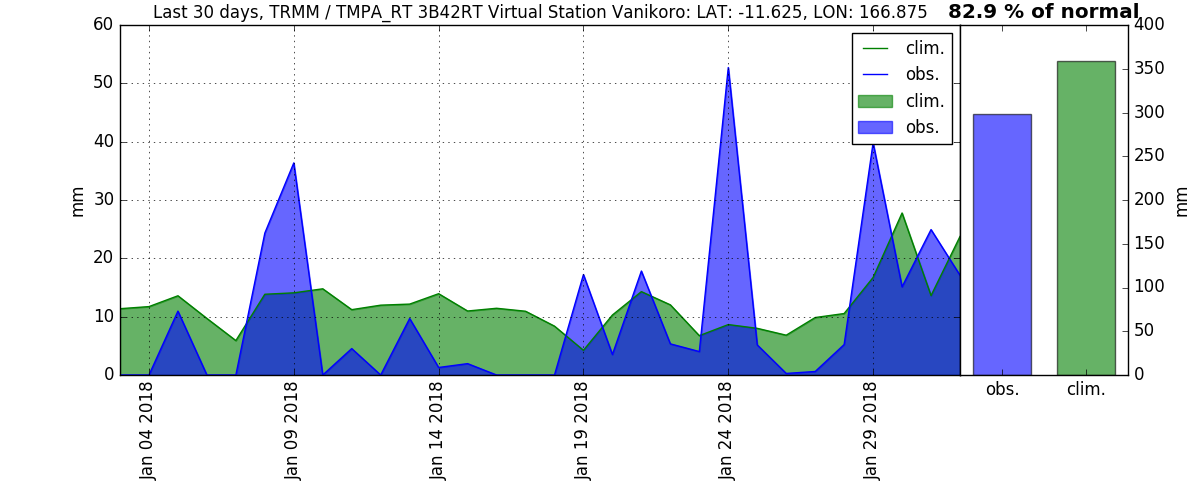 Last 30 days, TRMM / TMPA_RT 3B42RT Virtual Station Vanikoro: LAT: -11.625, LON: 166.875
82.9 % of normal
60
50
40
30
20
10
0
mm
clim.
obs.
clim.
obs.
Jan 04 2018
Jan 09 2018
Jan 14 2018
Jan 19 2018
Jan 24 2018
Jan 29 2018
400
350
300
250
200
150
100
50
0
mm
obs.
clim.